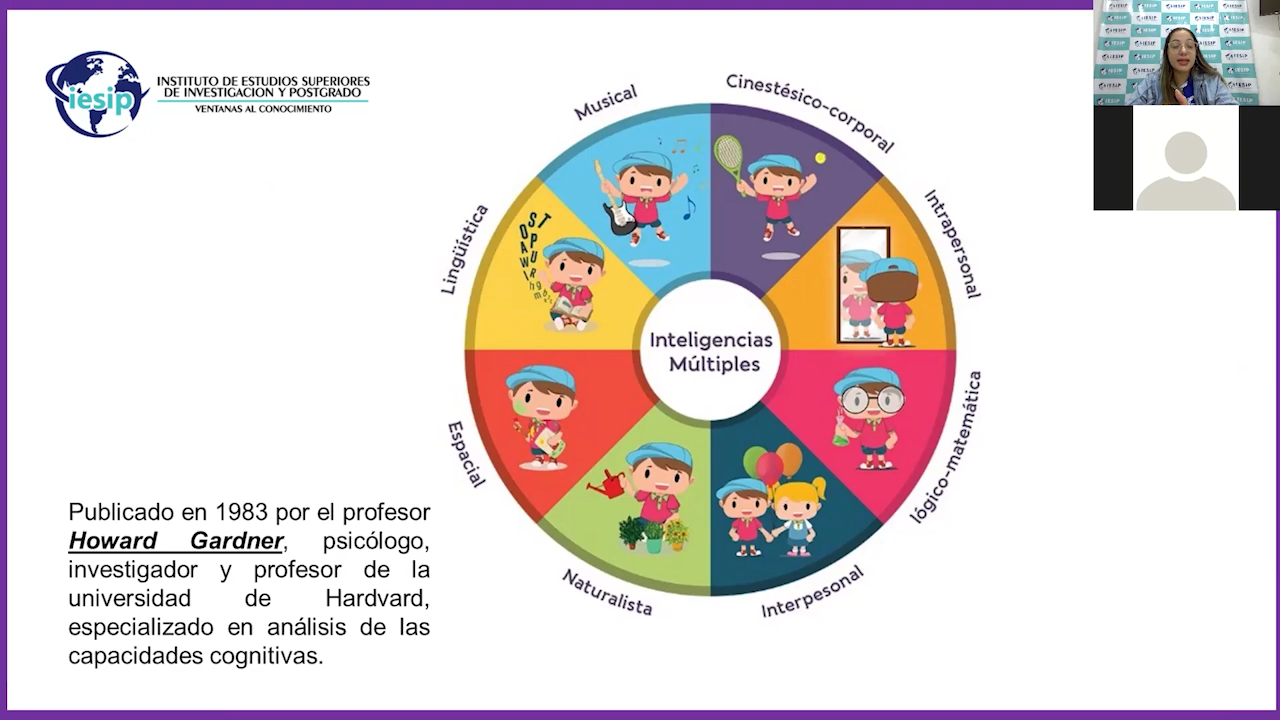 iesip
INSTITUTO DE ESTUDIOS SUPERIORES
DE INVESTIGACION Y POSTGRADO
VENTANAS AL CONOCIMIENTO
Musical
Cinestésico-corporal
Intrapersonal
lógico-matemática
Interpesonal
Naturalista
Espacial
Lingüística
Inteligencias
Múltiples
Publicado en 1983 por el profesor
Howard Gardner, psicólogo,
investigador y profesor de la
universidad de Hardvard,
especializado en análisis de las
capacidades cognitivas.